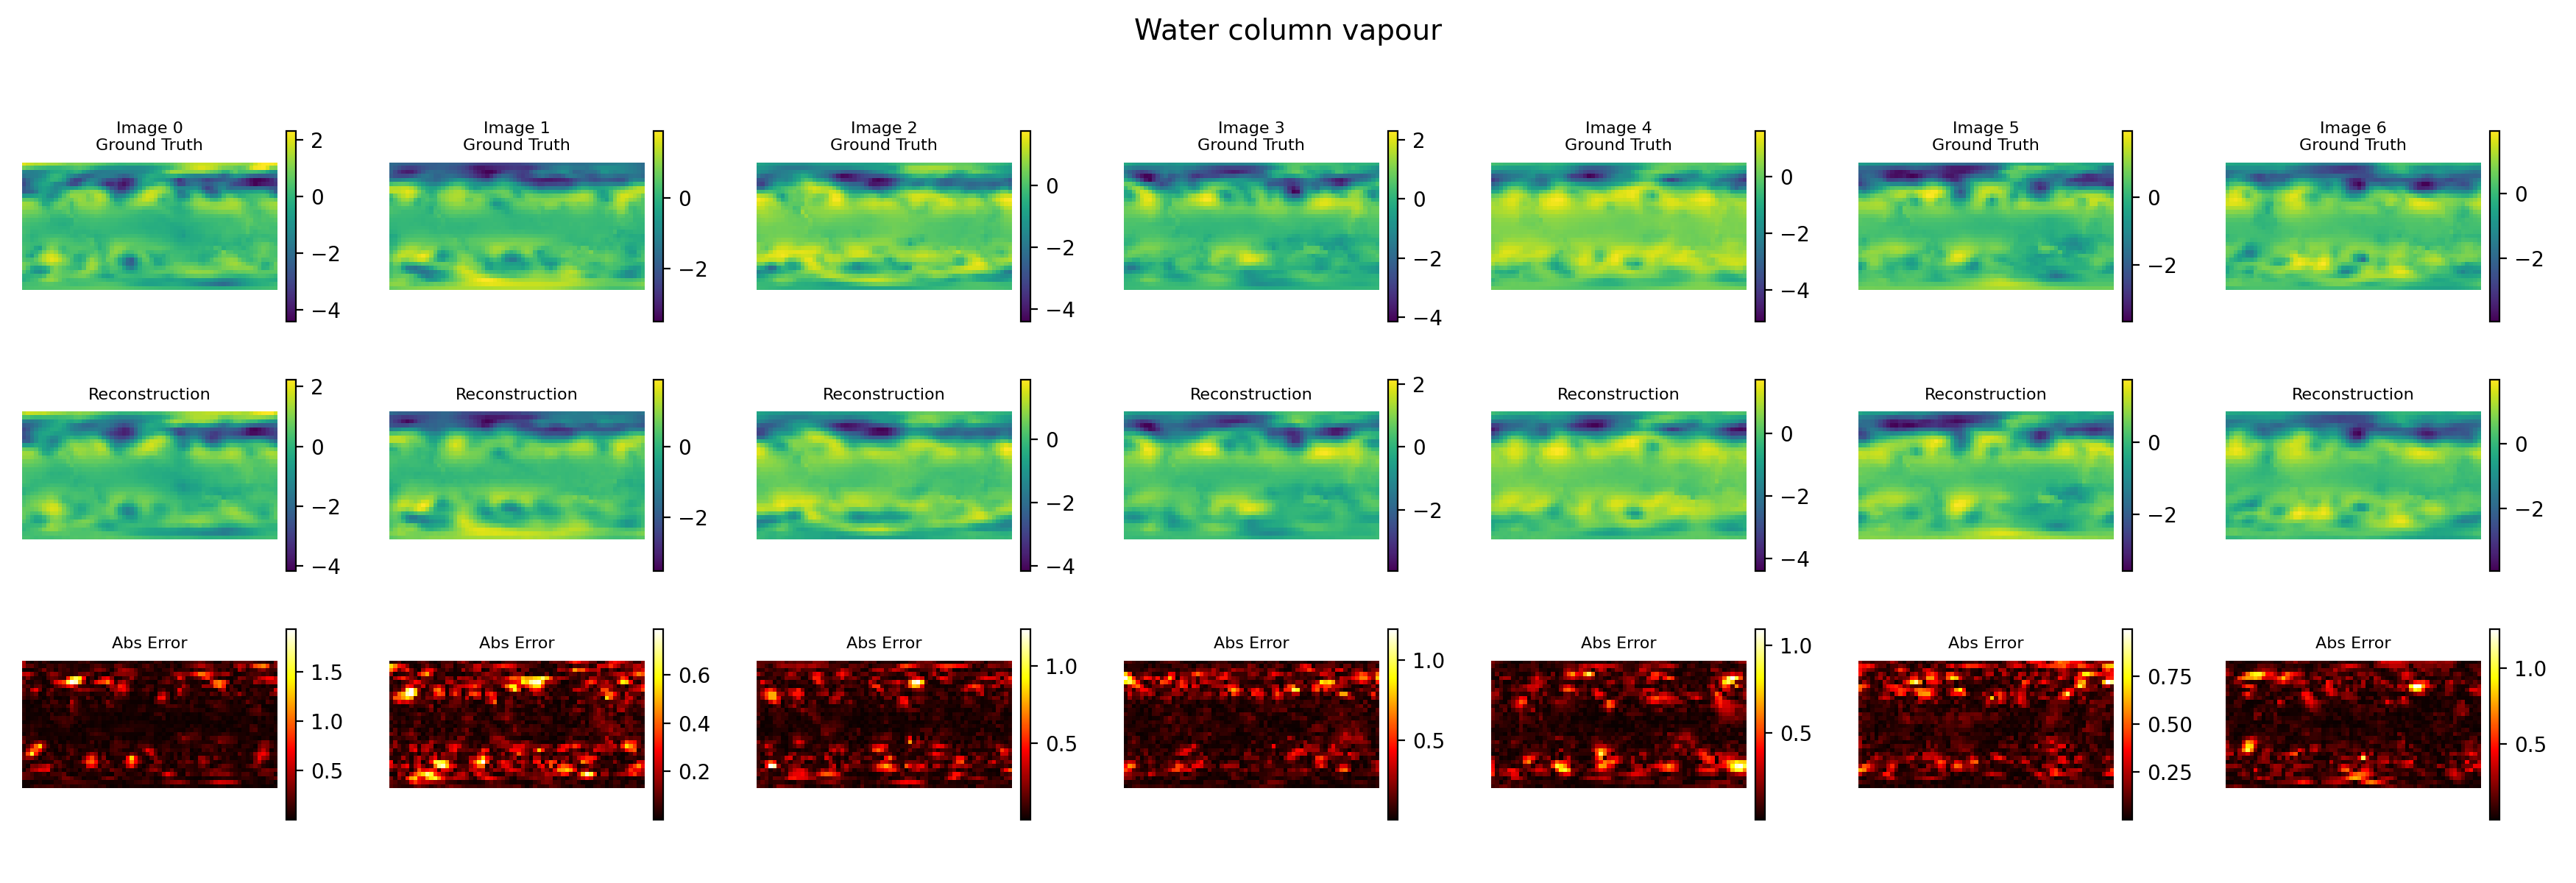 Water column vapour
Image 0
Ground Truth
2
0
−2
−4
Image 1
Ground Truth
0
−2
Image 2
Ground Truth
0
−2
−4
Image 3
Ground Truth
2
0
−2
−4
Image 4
Ground Truth
0
−2
−4
Image 5
Ground Truth
0
−2
Image 6
Ground Truth
0
−2
Reconstruction
2
0
−2
−4
Reconstruction
0
−2
Reconstruction
0
−2
−4
Reconstruction
2
0
−2
Reconstruction
0
−2
−4
Reconstruction
0
−2
Reconstruction
0
−2
Abs Error
1.5
1.0
0.5
Abs Error
0.6
0.4
0.2
Abs Error
1.0
0.5
Abs Error
1.0
0.5
Abs Error
1.0
0.5
Abs Error
0.75
0.50
0.25
Abs Error
1.0
0.5